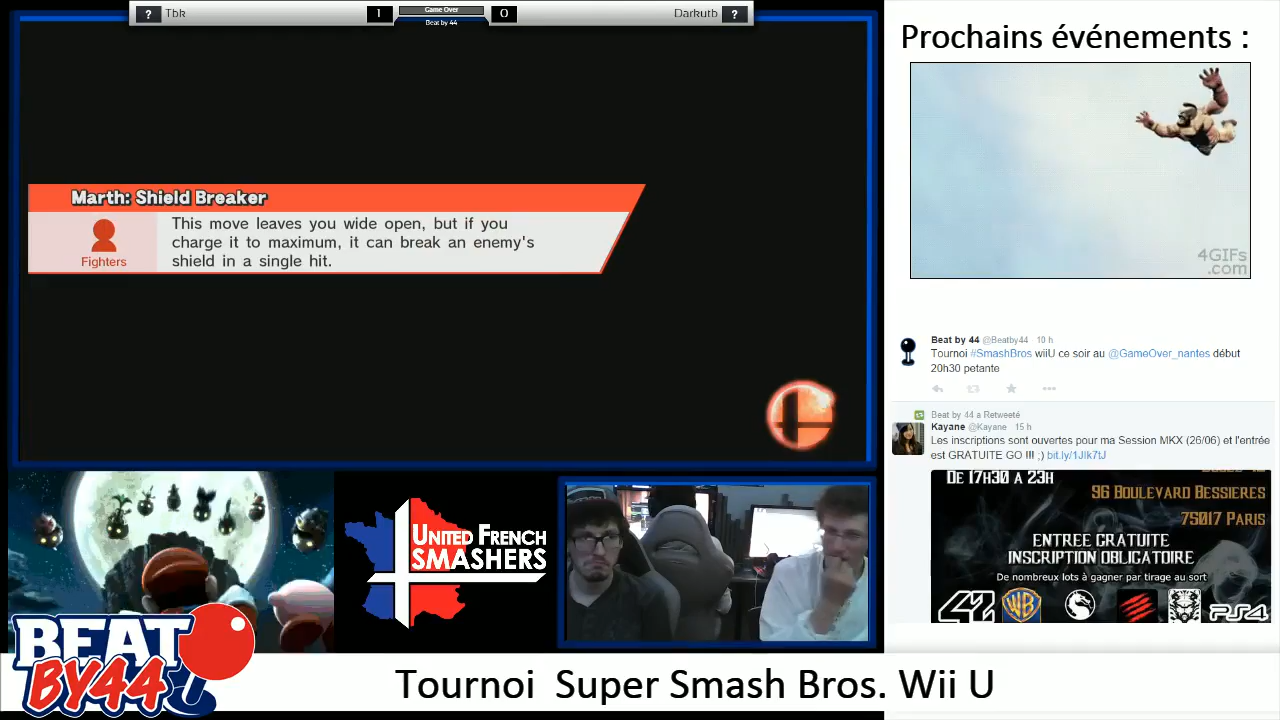 ? Tbk 1 Game Over 0 Darkutb ?
Beat by 44
Marth: Shield Breaker
This move leaves you wide open, but if you
charge it to maximum, it can break an enemy's
shield in a single hit.
Fighters
Prochains événements :
4GIFs
.com
Beat by 44 @Beatby44 10 h
Tournoi #SmashBros wiiU ce soir au @GameOver_nantes début
20h30 petante
Beat by 44 a Retweeté
Kayane @Kayane 15 h
Les inscriptions sont ouvertes pour ma Session MKX (26/06) et l'entrée
est GRATUITE GO !!! ;) bit.ly/1JIk7tJ
DE 17H30 A 23H
96 BOULEVARD BESSIERES
75017 PARIS
ENTREE GRATUITE
INSCRIPTION OBLIGATOIRE
De nombreux lots à gagner par tirage au sort
WB
PS4
UNITED FRENCH
SMASHERS
BEAT
BY44
U
Tournoi Super Smash Bros. Wii U